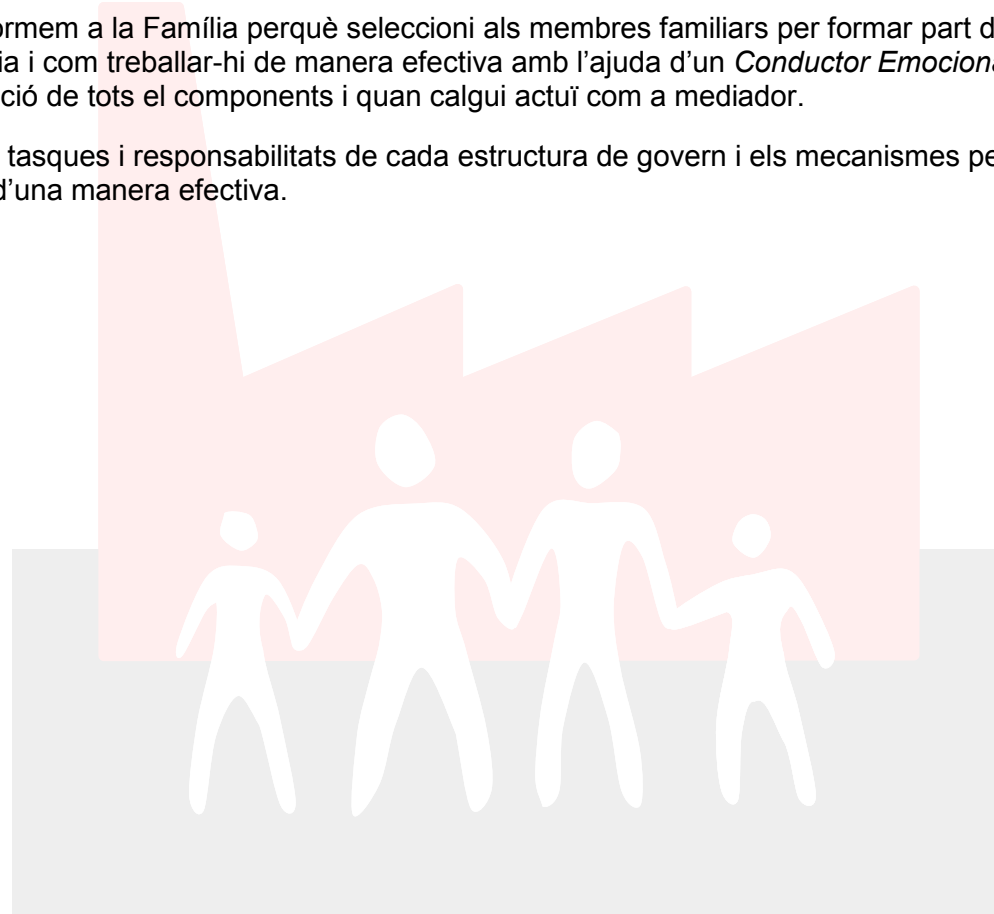 ormem a la Família perquè seleccioni als membres familiars per formar part d
ia i com treballar-hi de manera efectiva amb l’ajuda d’un Conductor Emociona
ció de tots el components i quan calgui actuï com a mediador.
tasques i responsabilitats de cada estructura de govern i els mecanismes pe
d’una manera efectiva.